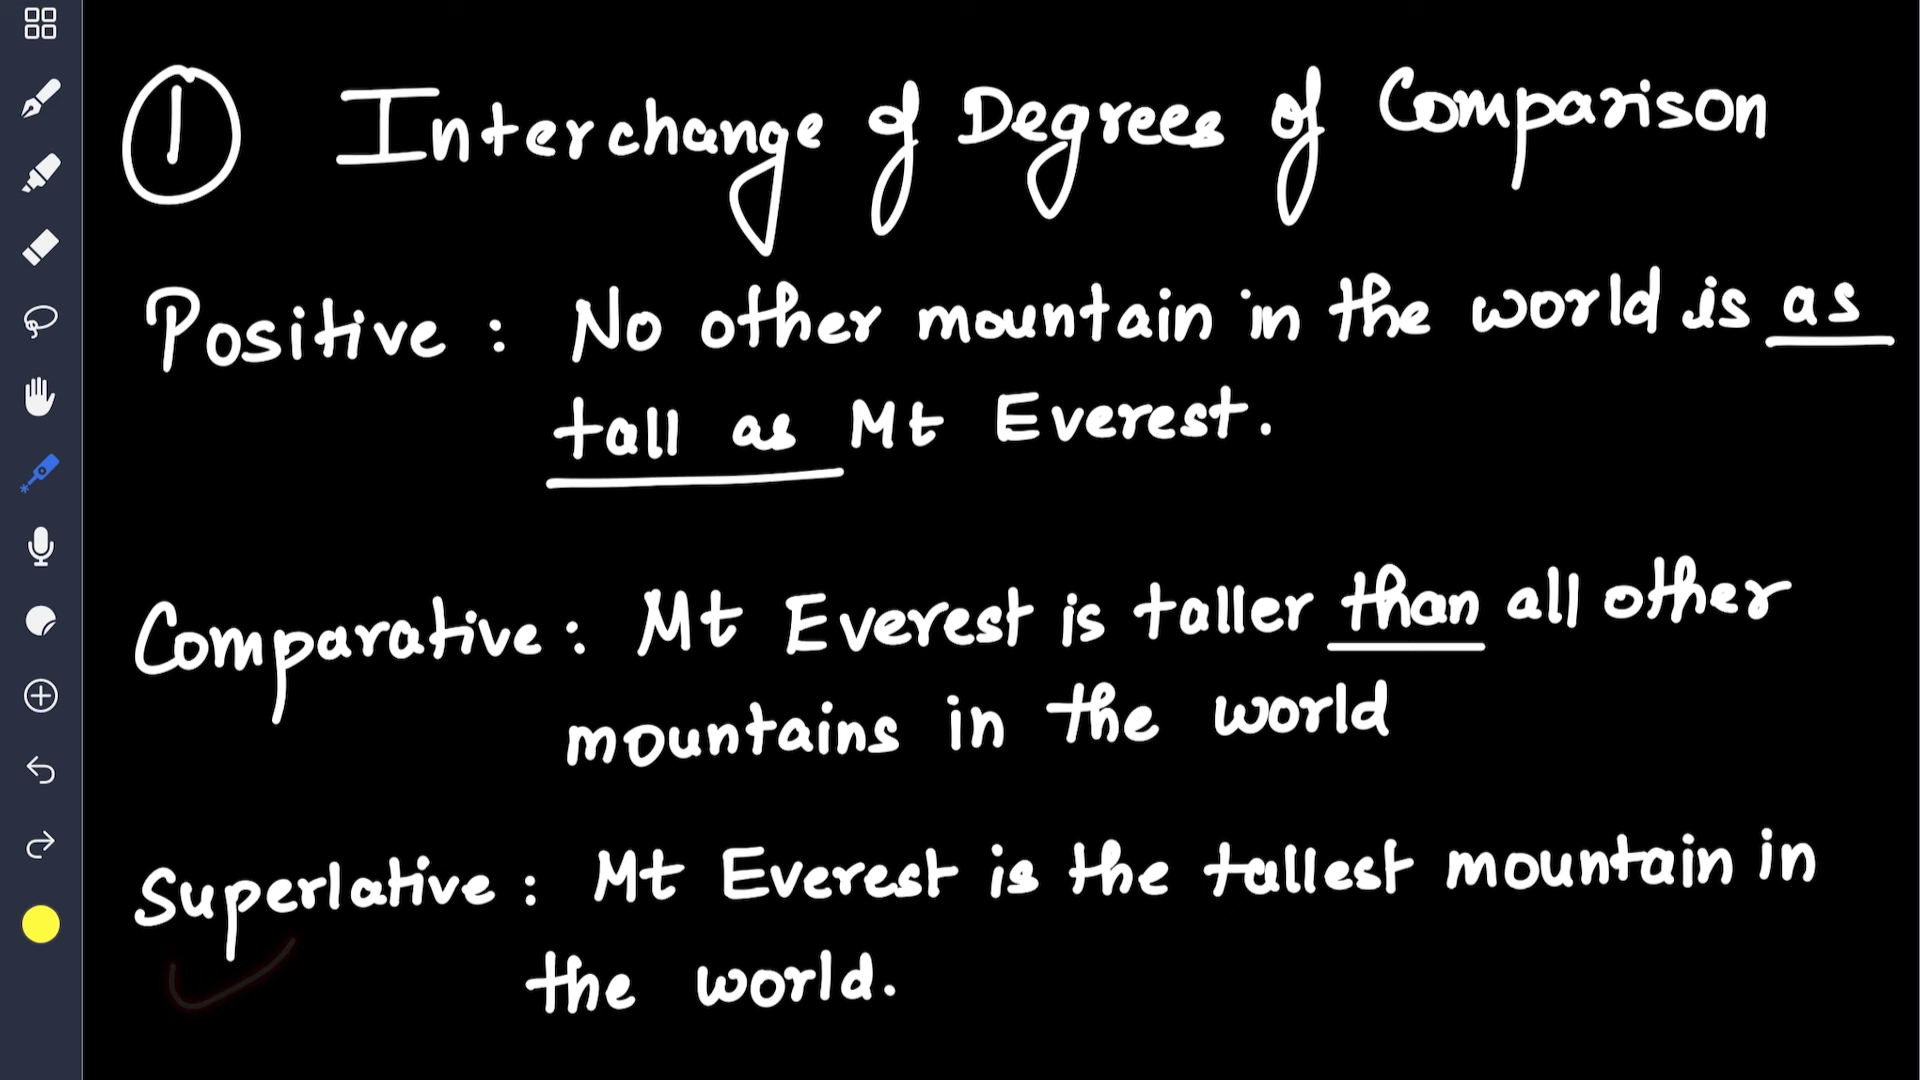 1 Interchange of Degrees of Comparison
Positive : No other mountain in the world is as
tall as Mt Everest.
Comparative : Mt Everest is taller than all other
mountains in the world
Superlative : Mt Everest is the tallest mountain in
the world.